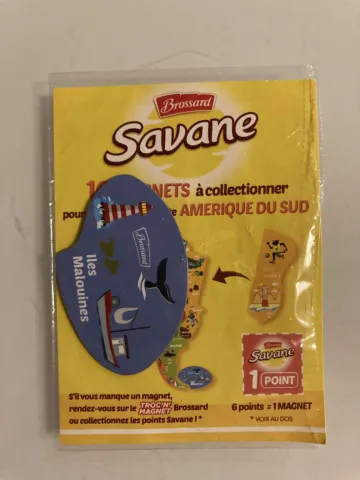 Brossard
Savane
à collectionner
AMERIQUE DU SUD
Brossard
Iles
Malouines
Brossard
Savane
1 POINT
S'il vous manque un magnet,
rendez-vous sur le TROC'N! MAGNET Brossard
ou collectionnez les points Savane ! *
6 points = 1 MAGNET
* VOIR AU DOS